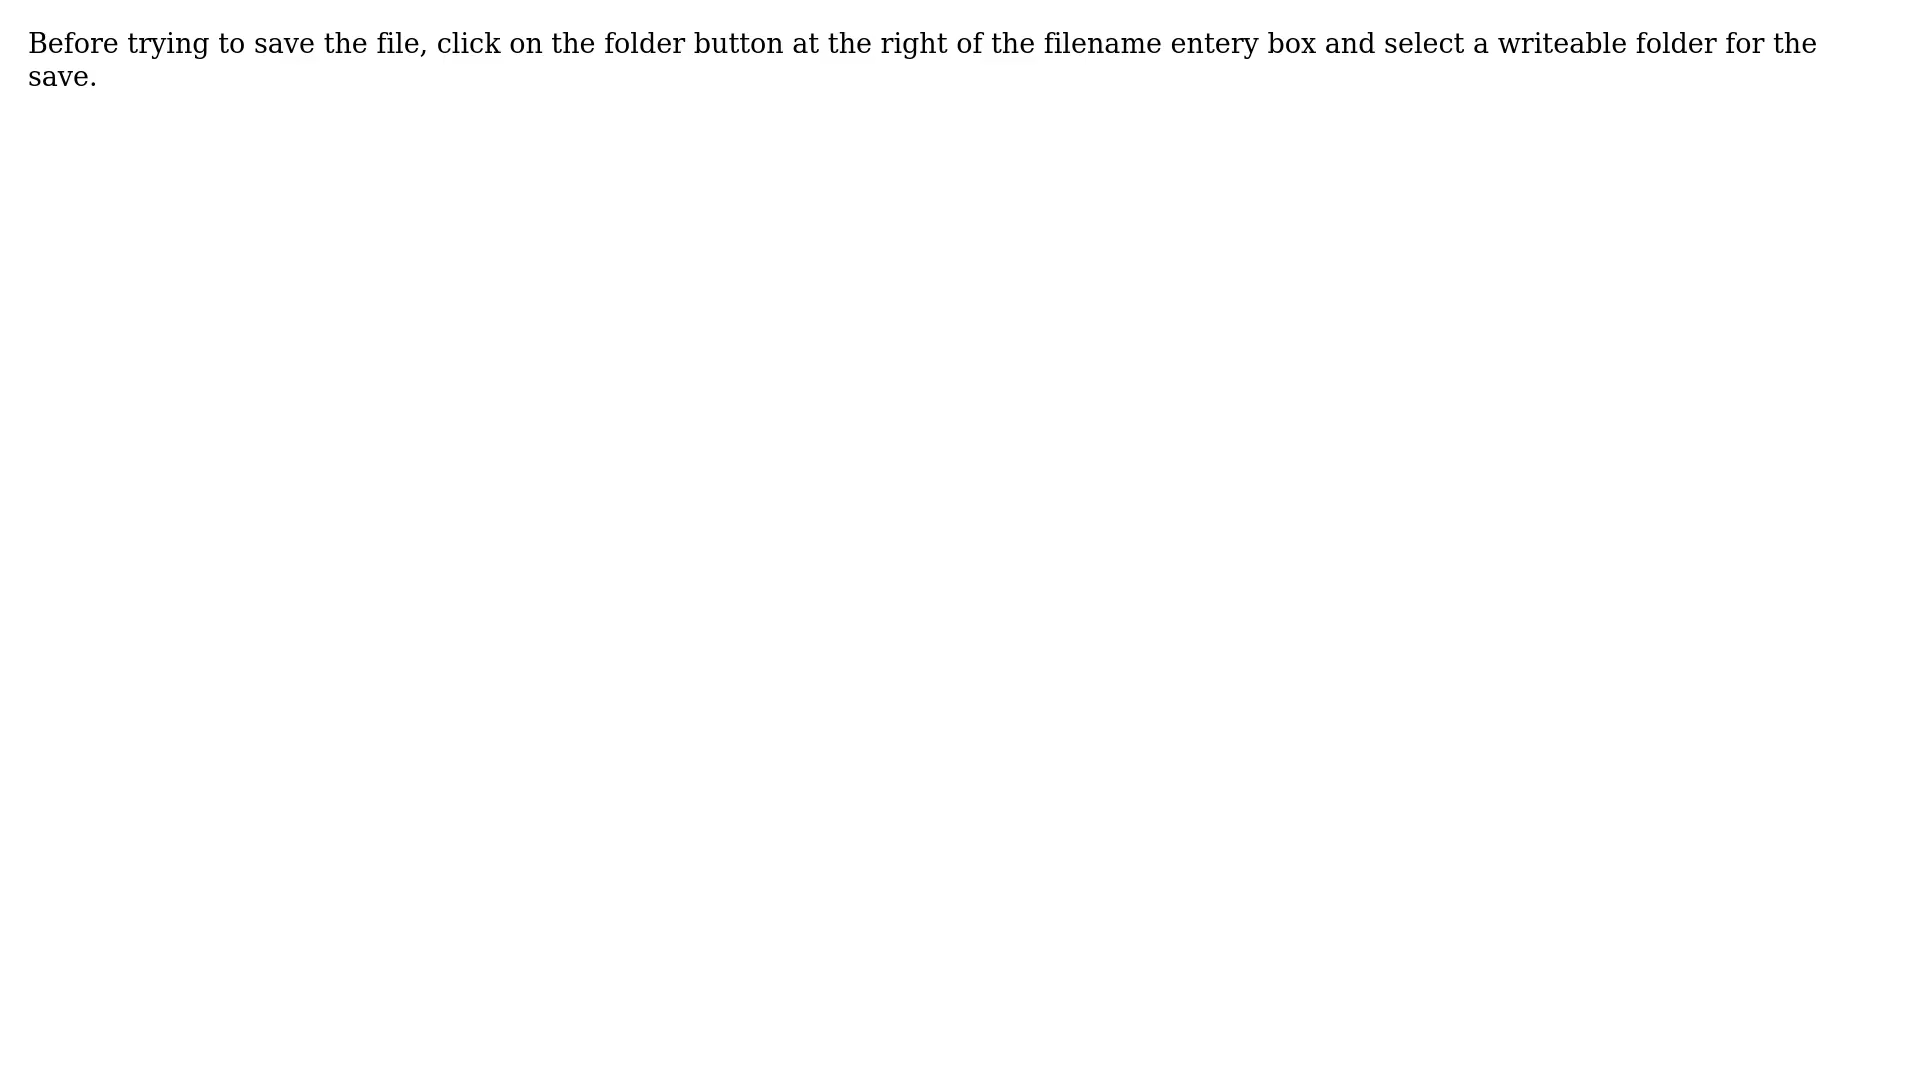 Before trying to save the file, click on the folder button at the right of the filename entery box and select a writeable folder for the
save.